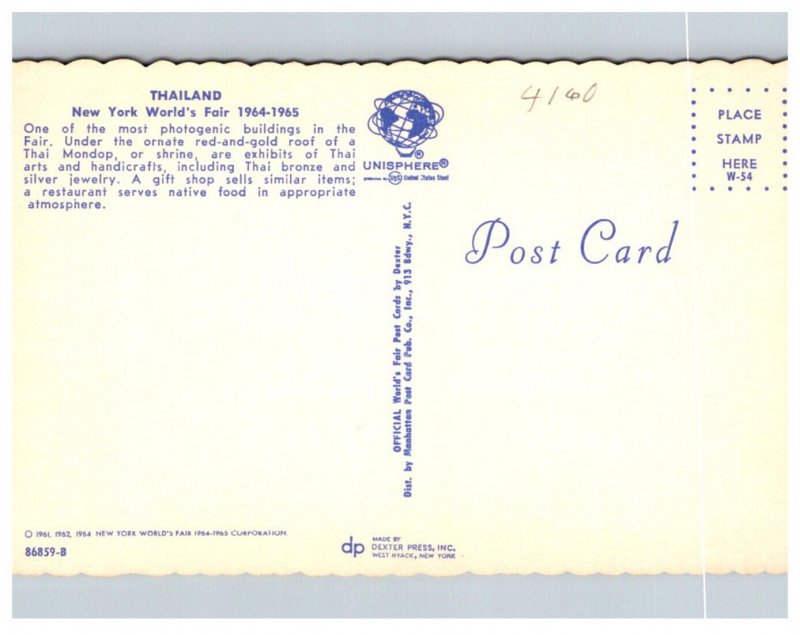 THAILAND
New York World's Fair 1964-1965
One of the most photogenic buildings in the
Fair. Under the ornate red-and-gold roof of a
Thai Mondop, or shrine, are exhibits of Thai
arts and handicrafts, including Thai bronze and
silver jewelry. A gift shop sells similar items;
a restaurant serves native food in appropriate
atmosphere.
UNISPHERE®
USS United States Steel
4160
PLACE
STAMP
HERE
W-54
Post Card
OFFICIAL World's Fair Post Cards by Dexter
Dist. by Manhattan Post Card Pub. Co., Inc., 913 Bdwy., N.Y.C.
© 1961, 1962, 1964 NEW YORK WORLD'S FAIR 1964-1965 CORPORATION
86859-B
dp
MADE BY
DEXTER PRESS, INC.
WEST NYACK, NEW YORK